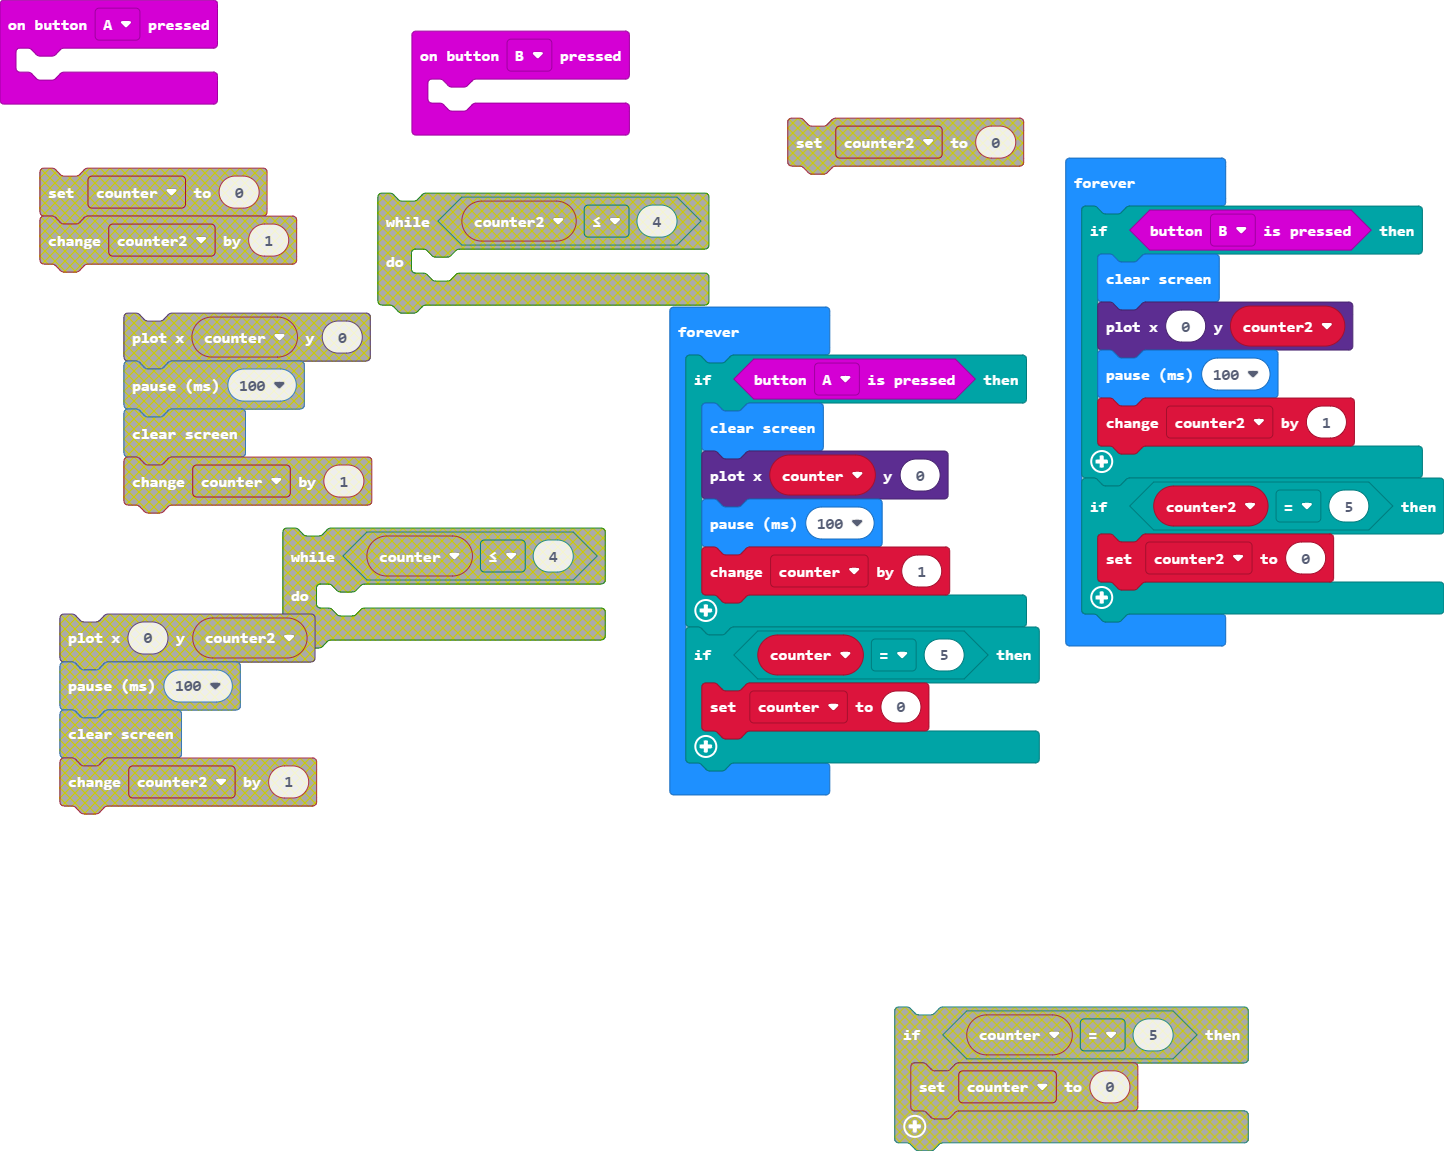 on button A pressed
on button B pressed
set counter2 to 0
set counter to 0
change counter2 by 1
while counter2 ≤ 4
do
plot x counter y 0
pause (ms) 100
clear screen
change counter by 1
while counter ≤ 4
do
plot x 0 y counter2
pause (ms) 100
clear screen
change counter2 by 1
forever
if button A is pressed then
clear screen
plot x counter y 0
pause (ms) 100
change counter by 1
if counter = 5 then
set counter to 0
forever
if button B is pressed then
clear screen
plot x 0 y counter2
pause (ms) 100
change counter2 by 1
if counter2 = 5 then
set counter2 to 0
if counter = 5 then
set counter to 0